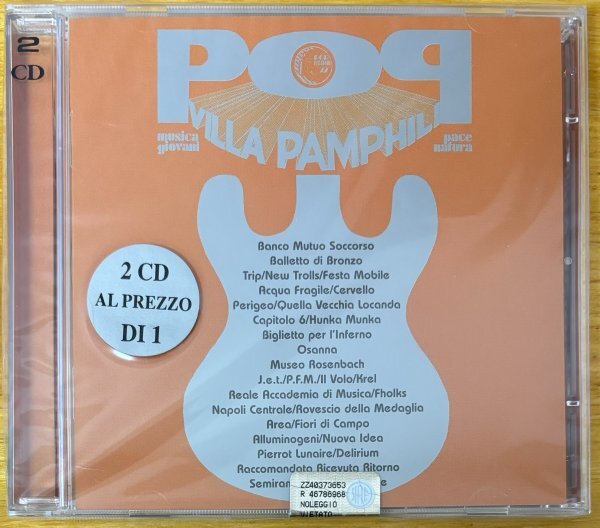 2
CD
POP
VILLA PAMPHILI
musica
giovani
pace
natura
Banco Mutuo Soccorso
Balletto di Bronzo
Trip/New Trolls/Festa Mobile
Acqua Fragile/Cervello
Perigeo/Quella Vecchia Locanda
Capitolo 6/Hunka Munka
Biglietto per l'Inferno
Osanna
Museo Rosenbach
J.e.t./P.F.M./Il Volo/Krel
Reale Accademia di Musica/Fholks
Napoli Centrale/Rovescio della Medaglia
Area/Fiori di Campo
Alluminogeni/Nuova Idea
Pierrot Lunaire/Delirium
Raccomandata Ricevuta Ritorno
2 CD
AL PREZZO
DI 1
ZZ40373653
R 46786968
NOLEGGIO
VIETATO